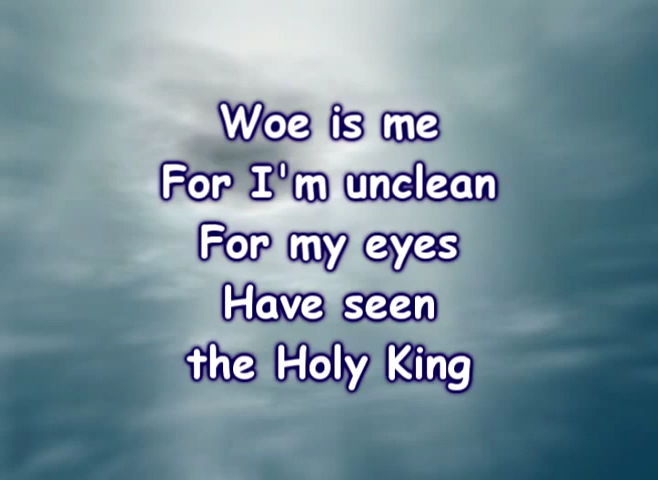 Woe is me
For I'm unclean
For my eyes
Have seen
the Holy King